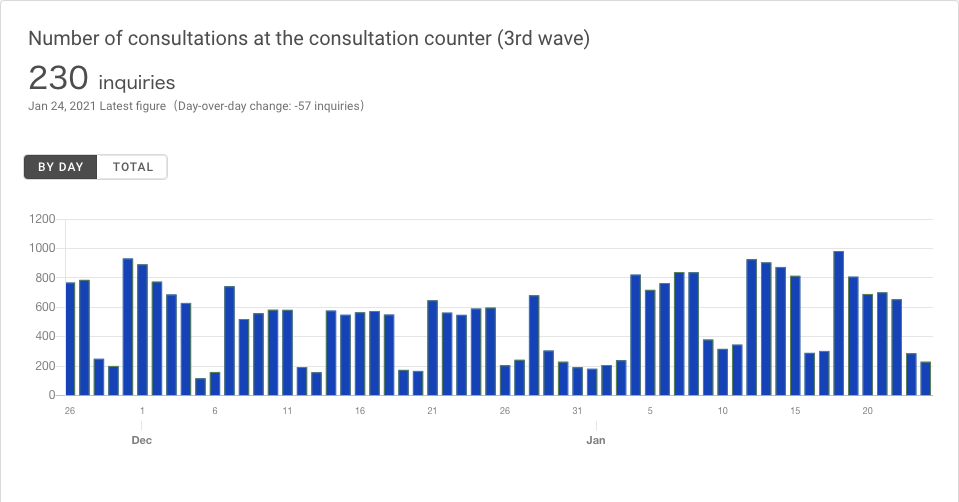 Number of consultations at the consultation counter (3rd wave)
230 inquiries
Jan 24, 2021 Latest figure（Day-over-day change: -57 inquiries）
BY DAY TOTAL
1200
1000
800
600
400
200
0
26 1 6 11 16 21 26 31 5 10 15 20
Dec Jan